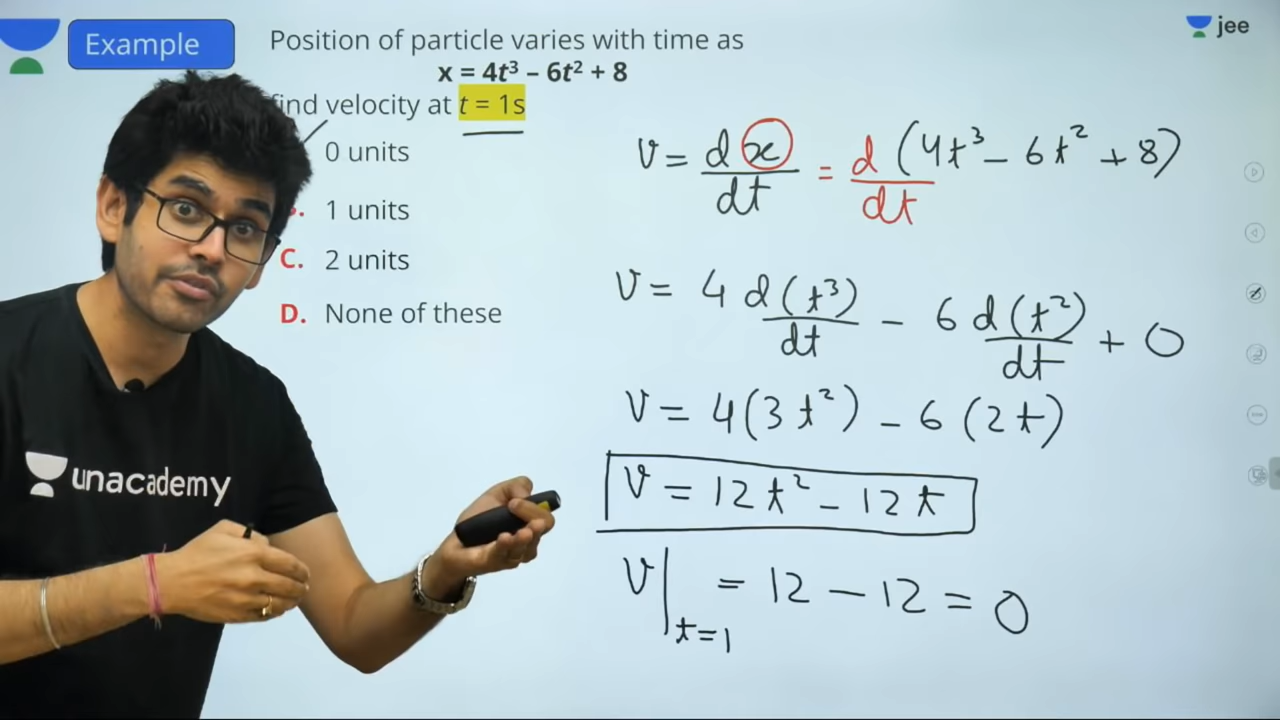 Example
Position of particle varies with time as
x = 4t³ – 6t² + 8
find velocity at t = 1s
0 units
1 units
C. 2 units
D. None of these
jee
v = dx/dt = d/dt (4t³ – 6t² + 8)
v = 4 d(t³)/dt – 6 d(t²)/dt + 0
v = 4(3t²) – 6(2t)
v = 12t² – 12t
v|t=1 = 12 – 12 = 0
unacademy